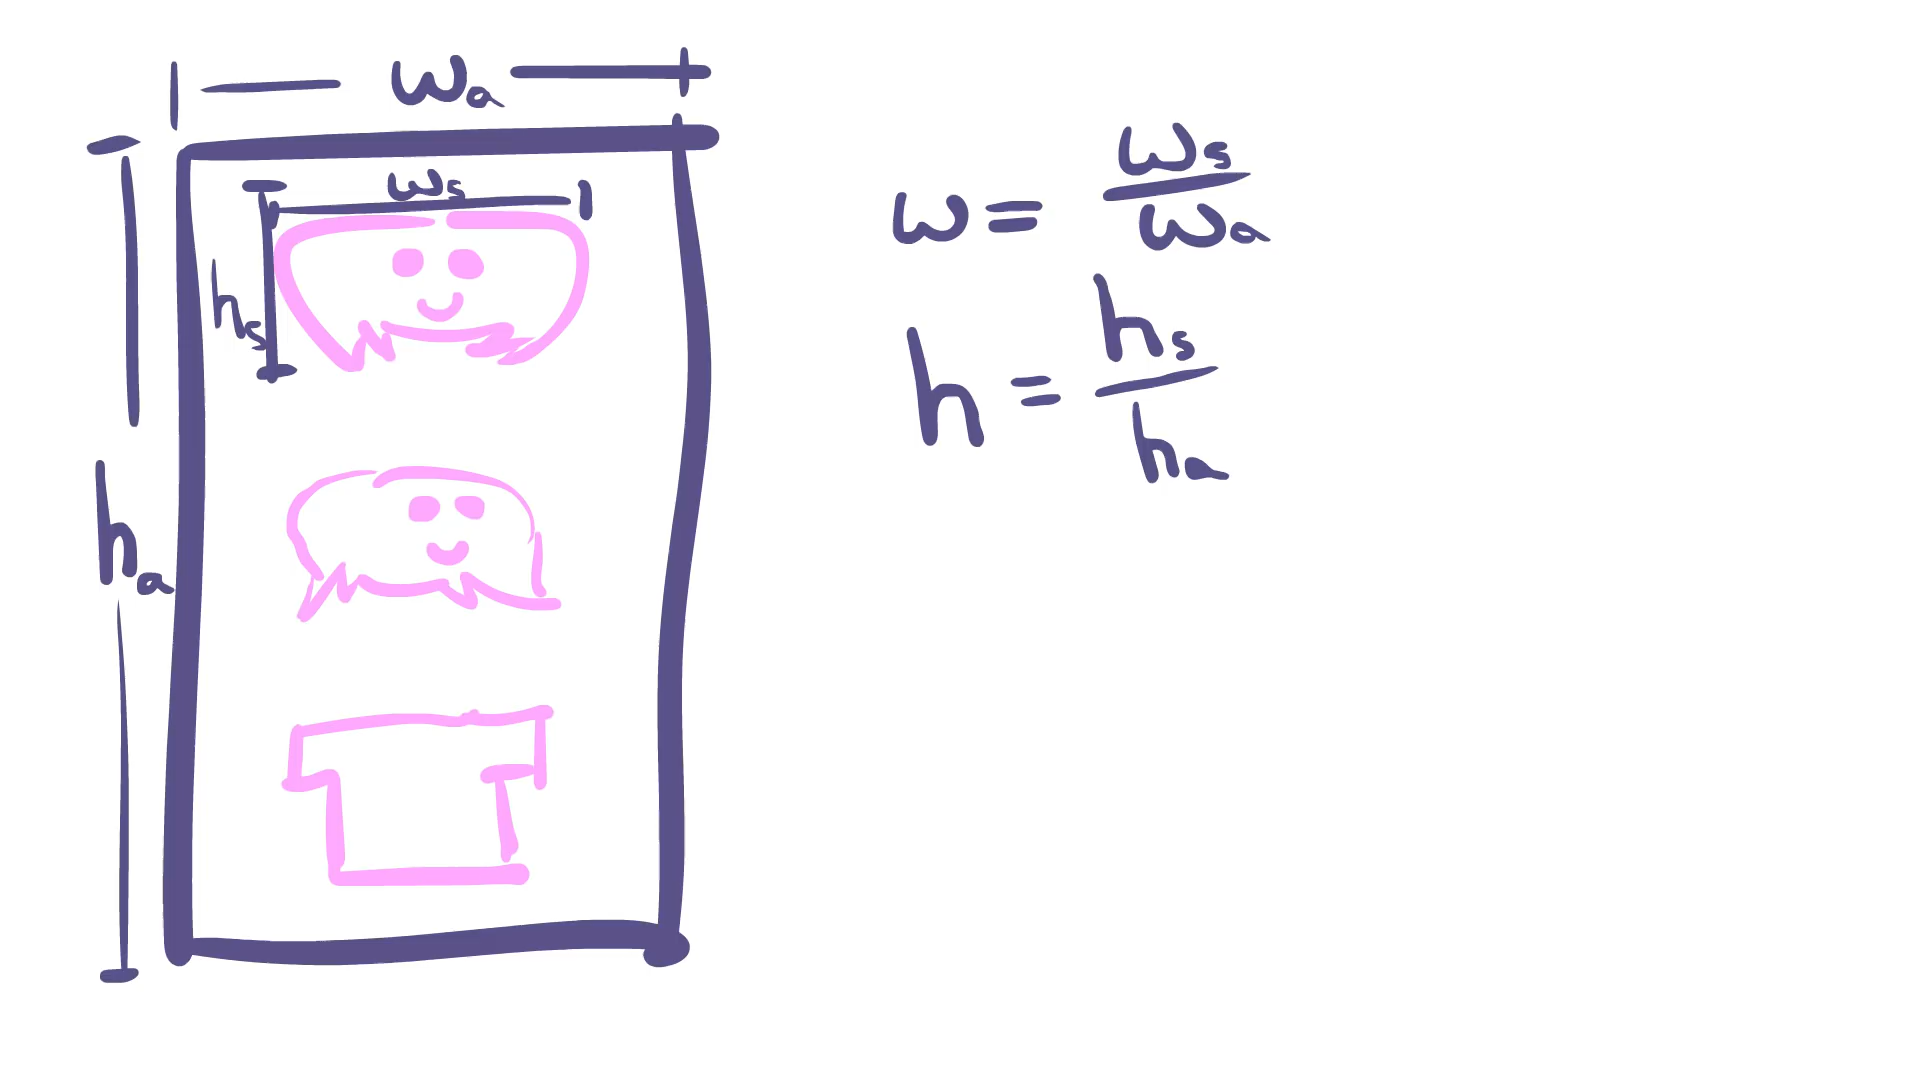 wₐ
wₛ
hₛ
hₐ
w = wₛ/wₐ
h = hₛ/hₐ